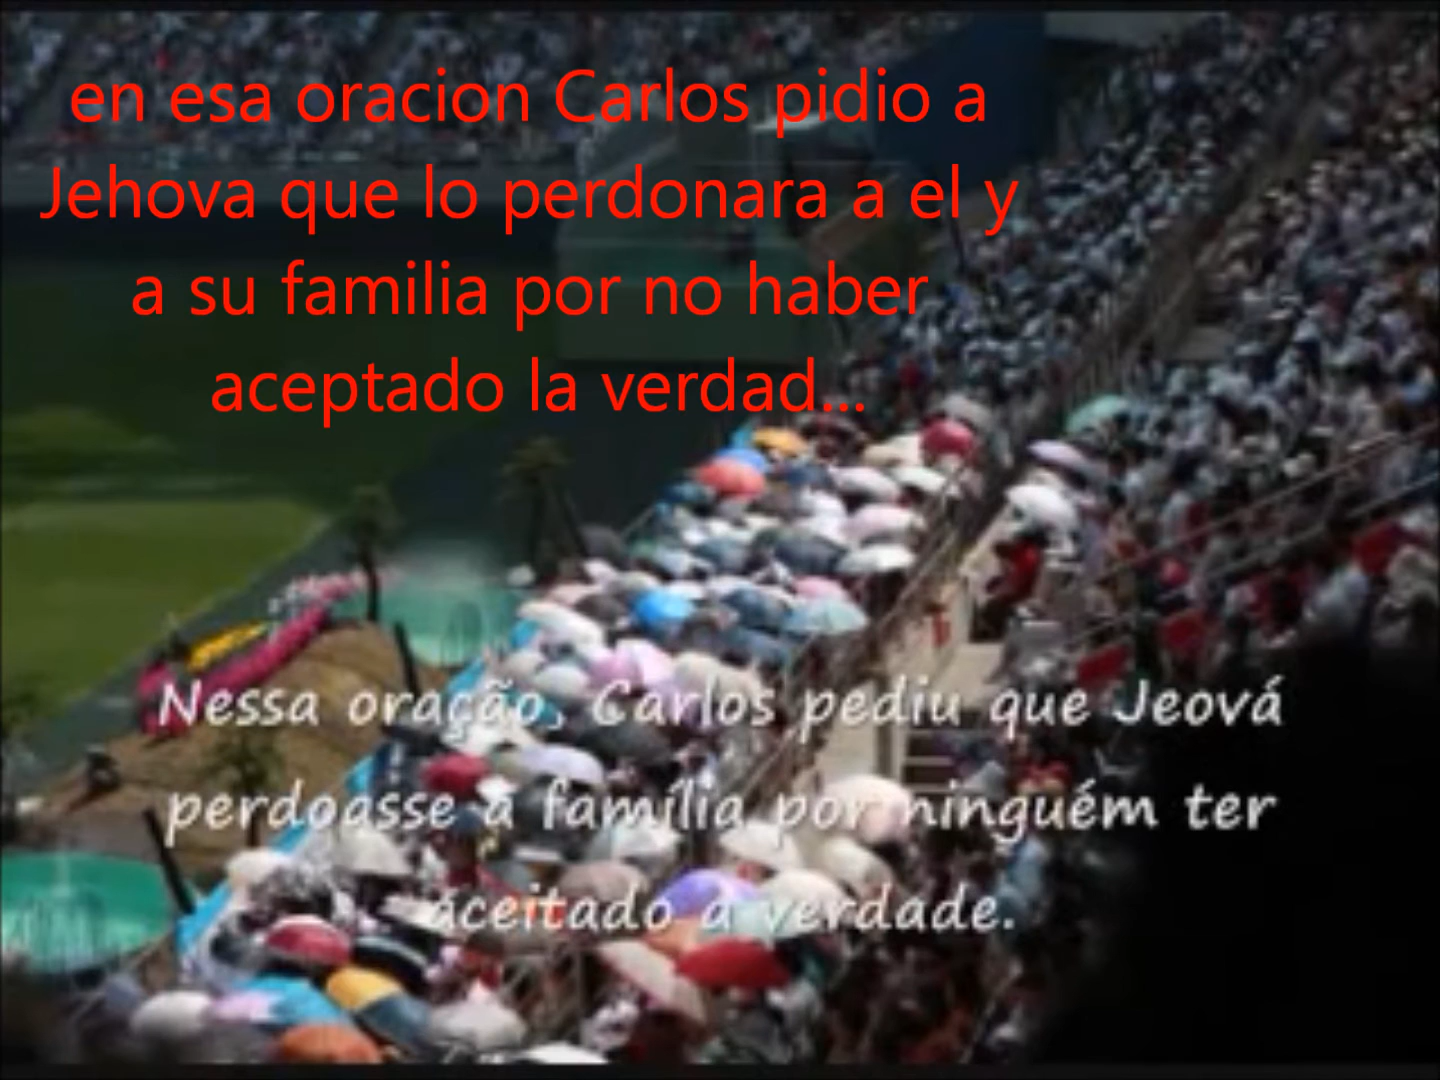 en esa oracion Carlos pidio a
Jehova que lo perdonara a el y
a su familia por no haber
aceptado la verdad...
Nessa oração, Carlos pediu que Jeová
perdoasse a família por ninguém ter
aceitado a verdade.